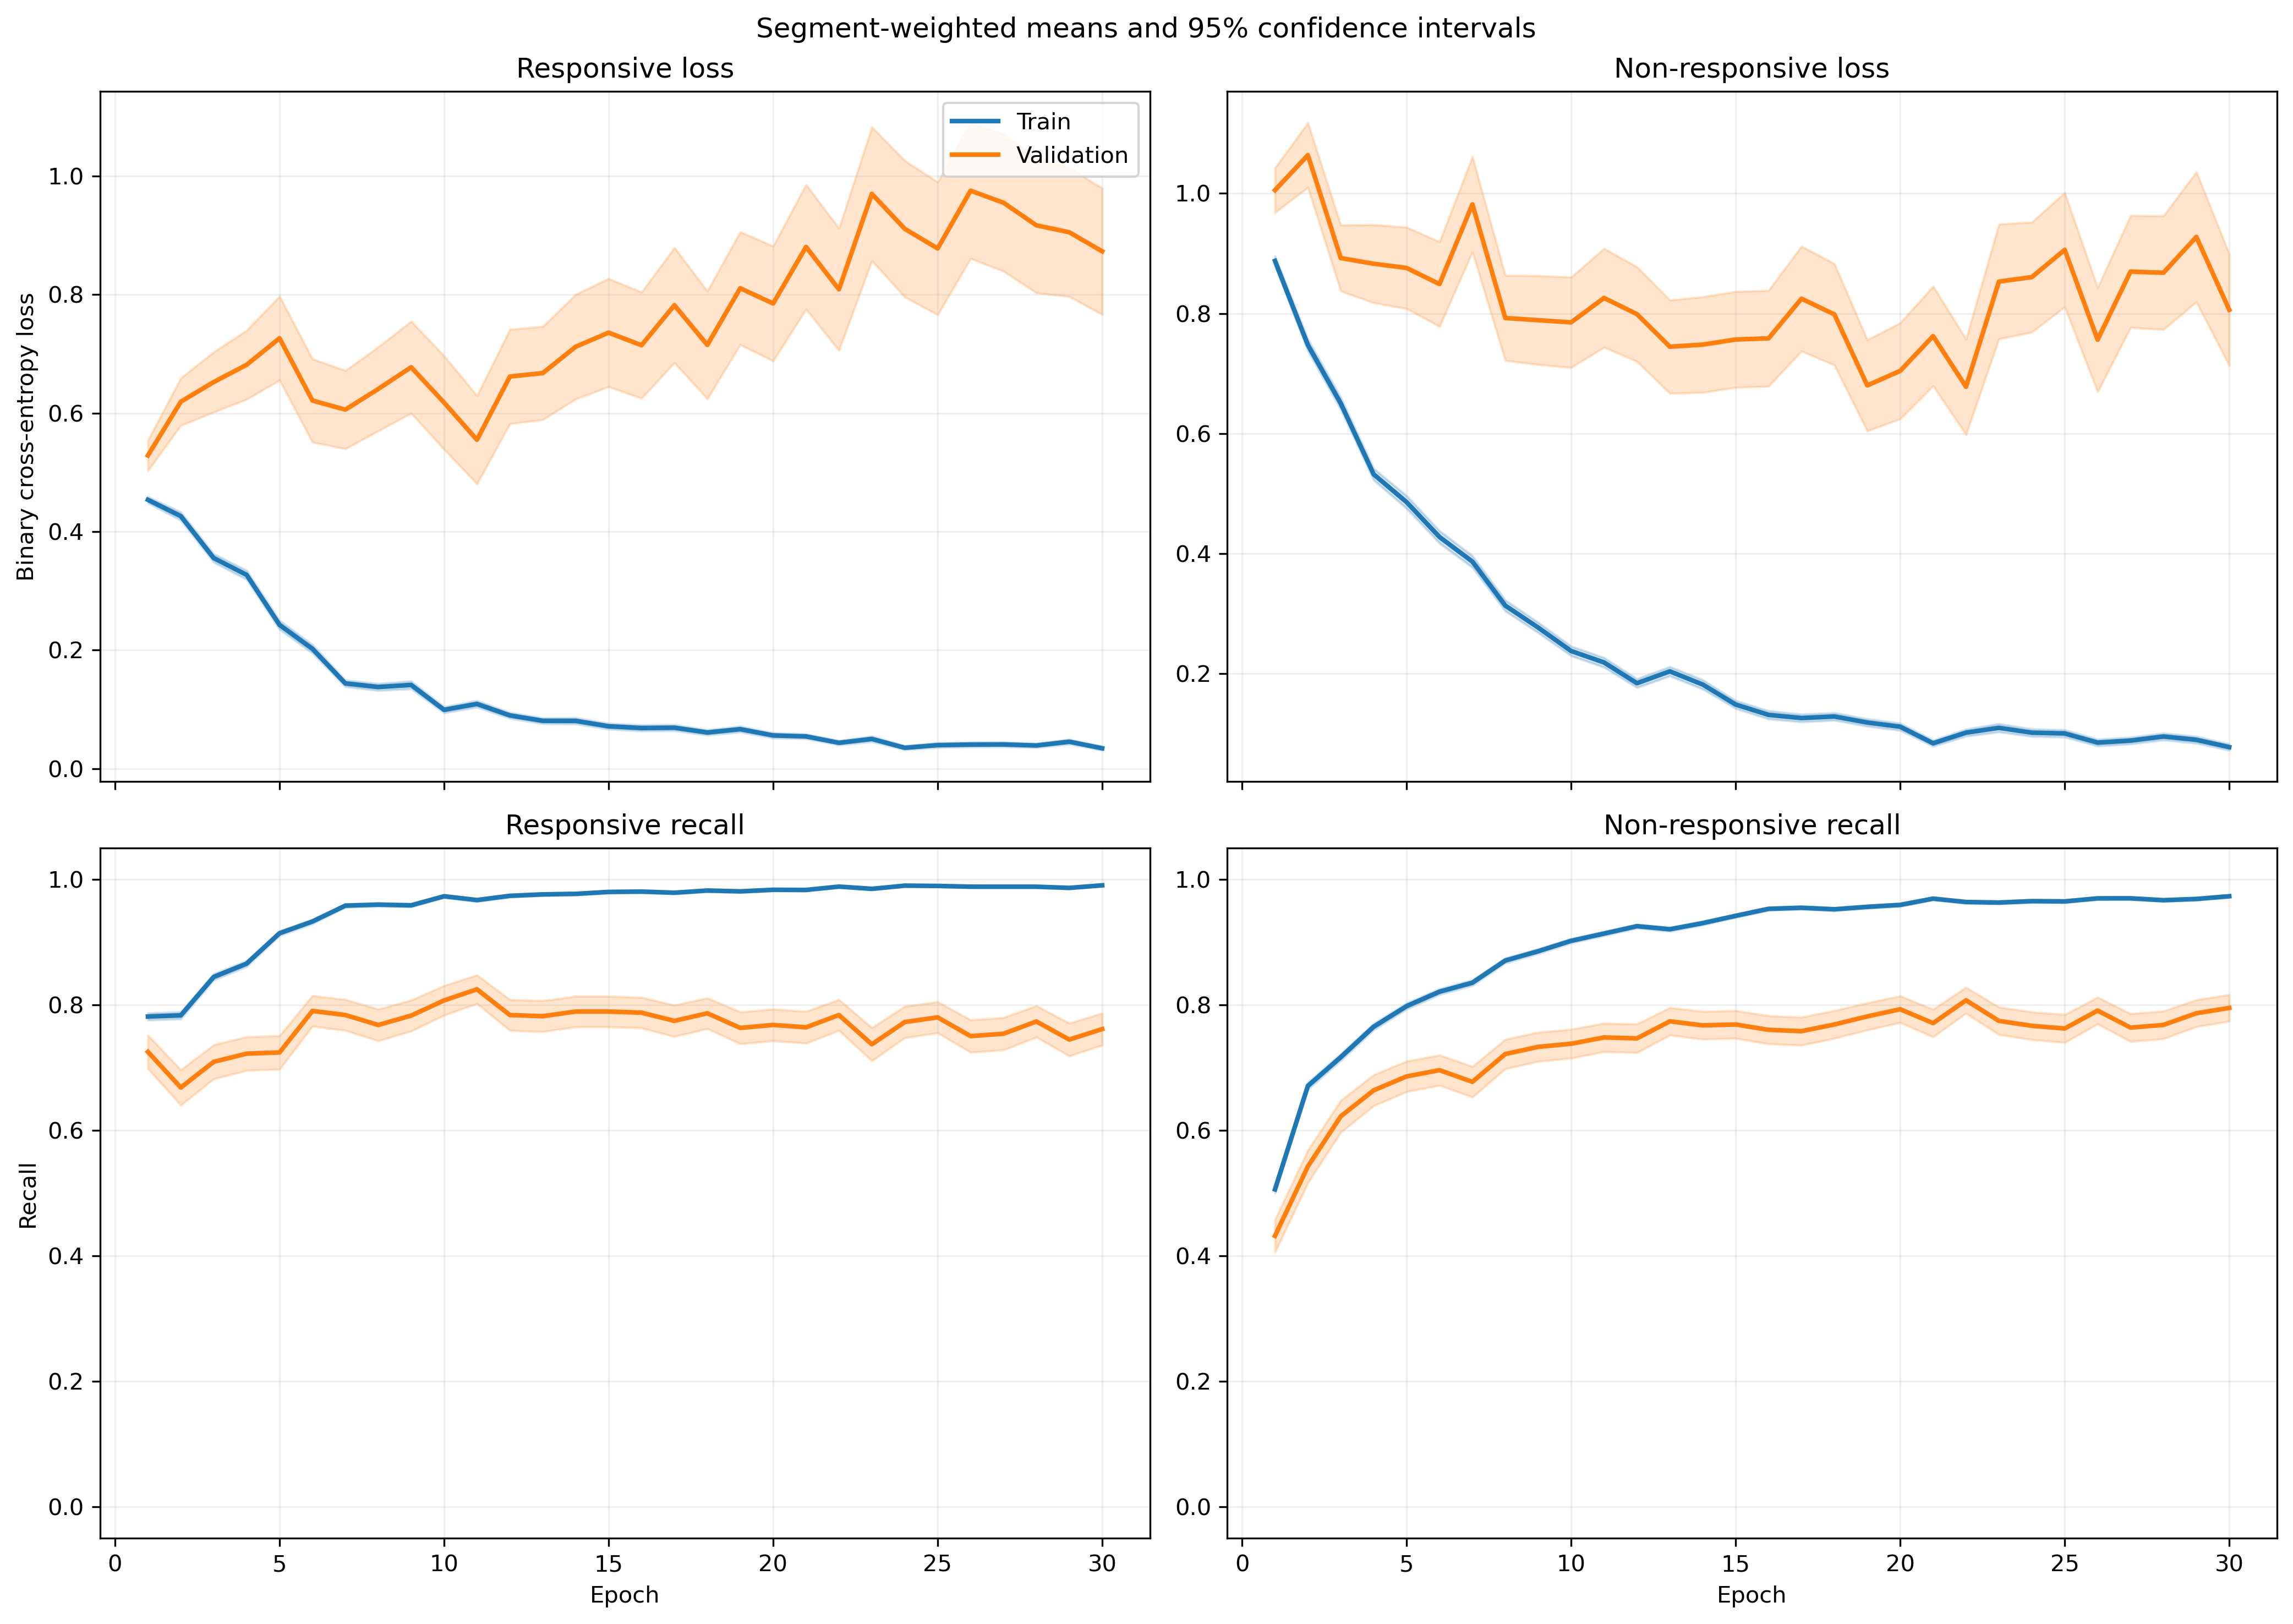 Segment-weighted means and 95% confidence intervals
Responsive loss
Non-responsive loss
Train
Validation
Binary cross-entropy loss
1.0
0.8
0.6
0.4
0.2
0.0
1.0
0.8
0.6
0.4
0.2
Responsive recall
Non-responsive recall
Recall
1.0
0.8
0.6
0.4
0.2
0.0
1.0
0.8
0.6
0.4
0.2
0.0
0 5 10 15 20 25 30
0 5 10 15 20 25 30
Epoch
Epoch